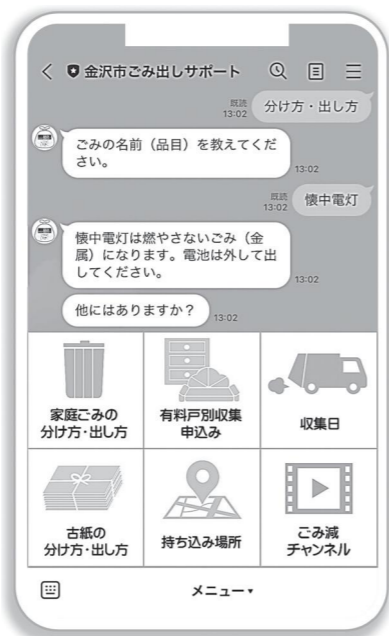 金沢市ごみ出しサポート
既読
13:02
分け方・出し方
ごみの名前（品目）を教えてくだ
さい。
13:02
既読
13:02
懐中電灯
懐中電灯は燃やさないごみ（金
属）になります。電池は外して出
してください。
13:02
他にはありますか？
13:02
家庭ごみの
分け方・出し方
有料戸別収集
申込み
収集日
古紙の
分け方・出し方
持ち込み場所
ごみ減
チャンネル
メニュー▼